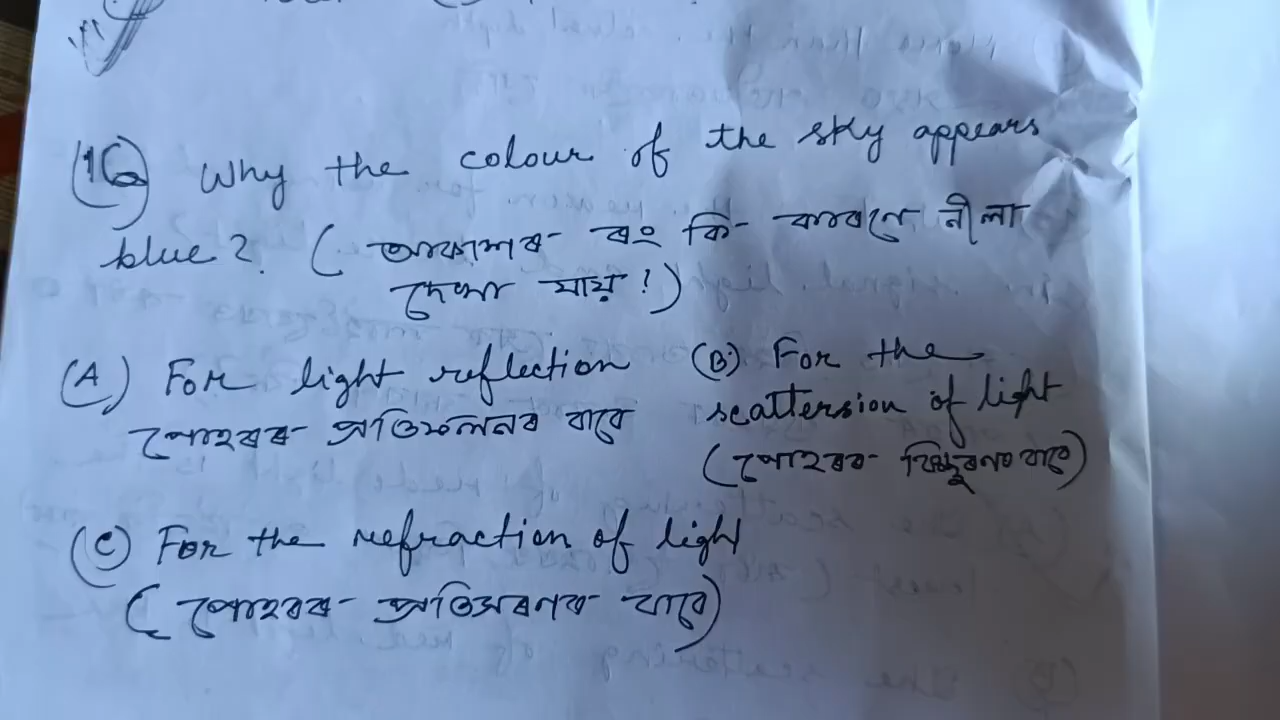 (16) Why the colour of the sky appears
blue?. (আকাশৰ- ৰং কি- কাৰণে নীলা
দেখা যায়?)
(A) For light reflection
পোহৰৰ- প্ৰতিফলনৰ বাবে
(B) For the
scattersion of light
(পোহৰৰ- বিচ্ছুৰণৰ বাবে)
(C) For the refraction of light
(পোহৰৰ- প্ৰতিসৰণৰ- বাবে)